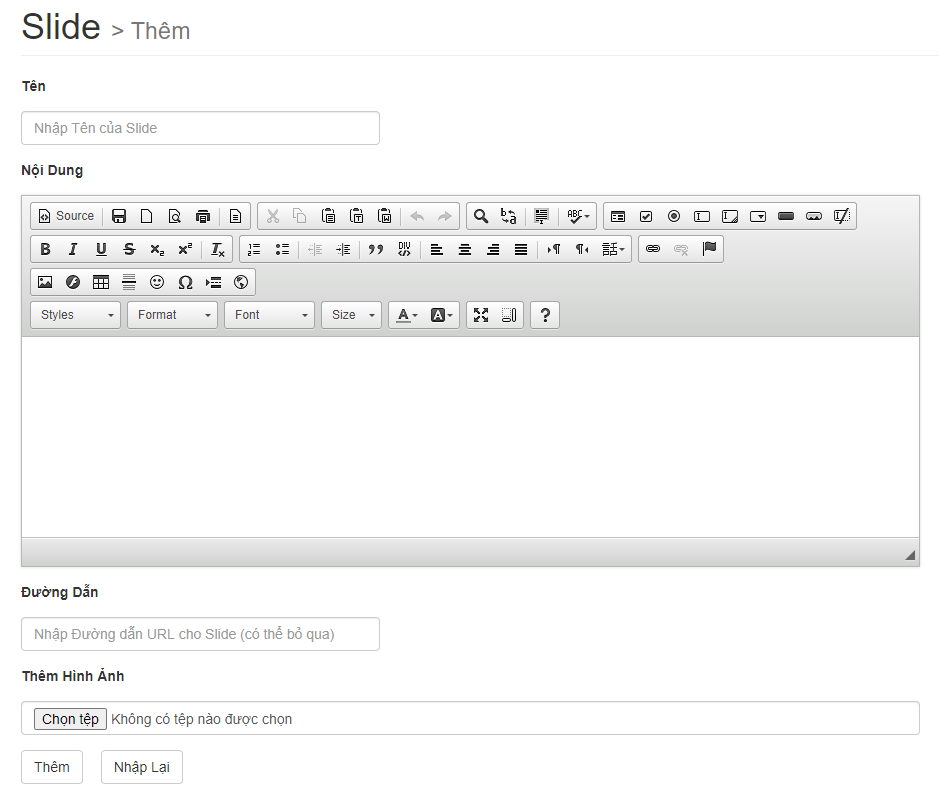 Slide > Thêm
Tên
Nhập Tên của Slide
Nội Dung
Source
Styles Format Font Size
Đường Dẫn
Nhập Đường dẫn URL cho Slide (có thể bỏ qua)
Thêm Hình Ảnh
Chọn tệp Không có tệp nào được chọn
Thêm Nhập Lại